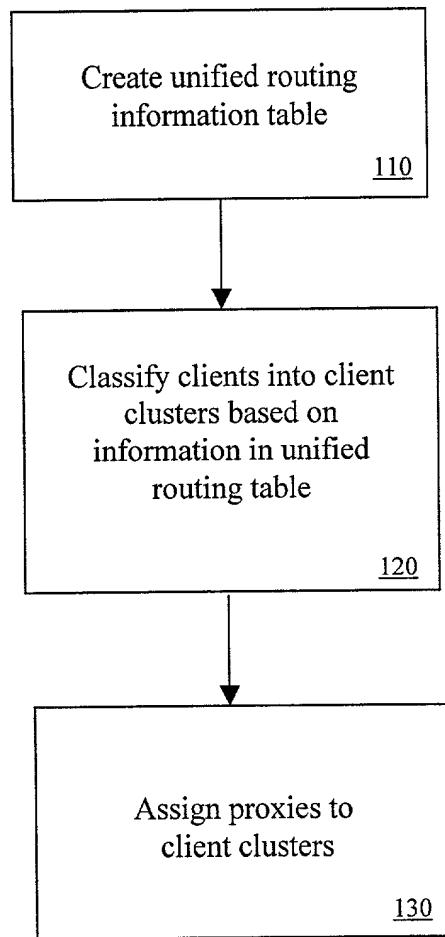 Create unified routing
information table
110
Classify clients into client
clusters based on
information in unified
routing table
120
Assign proxies to
client clusters
130